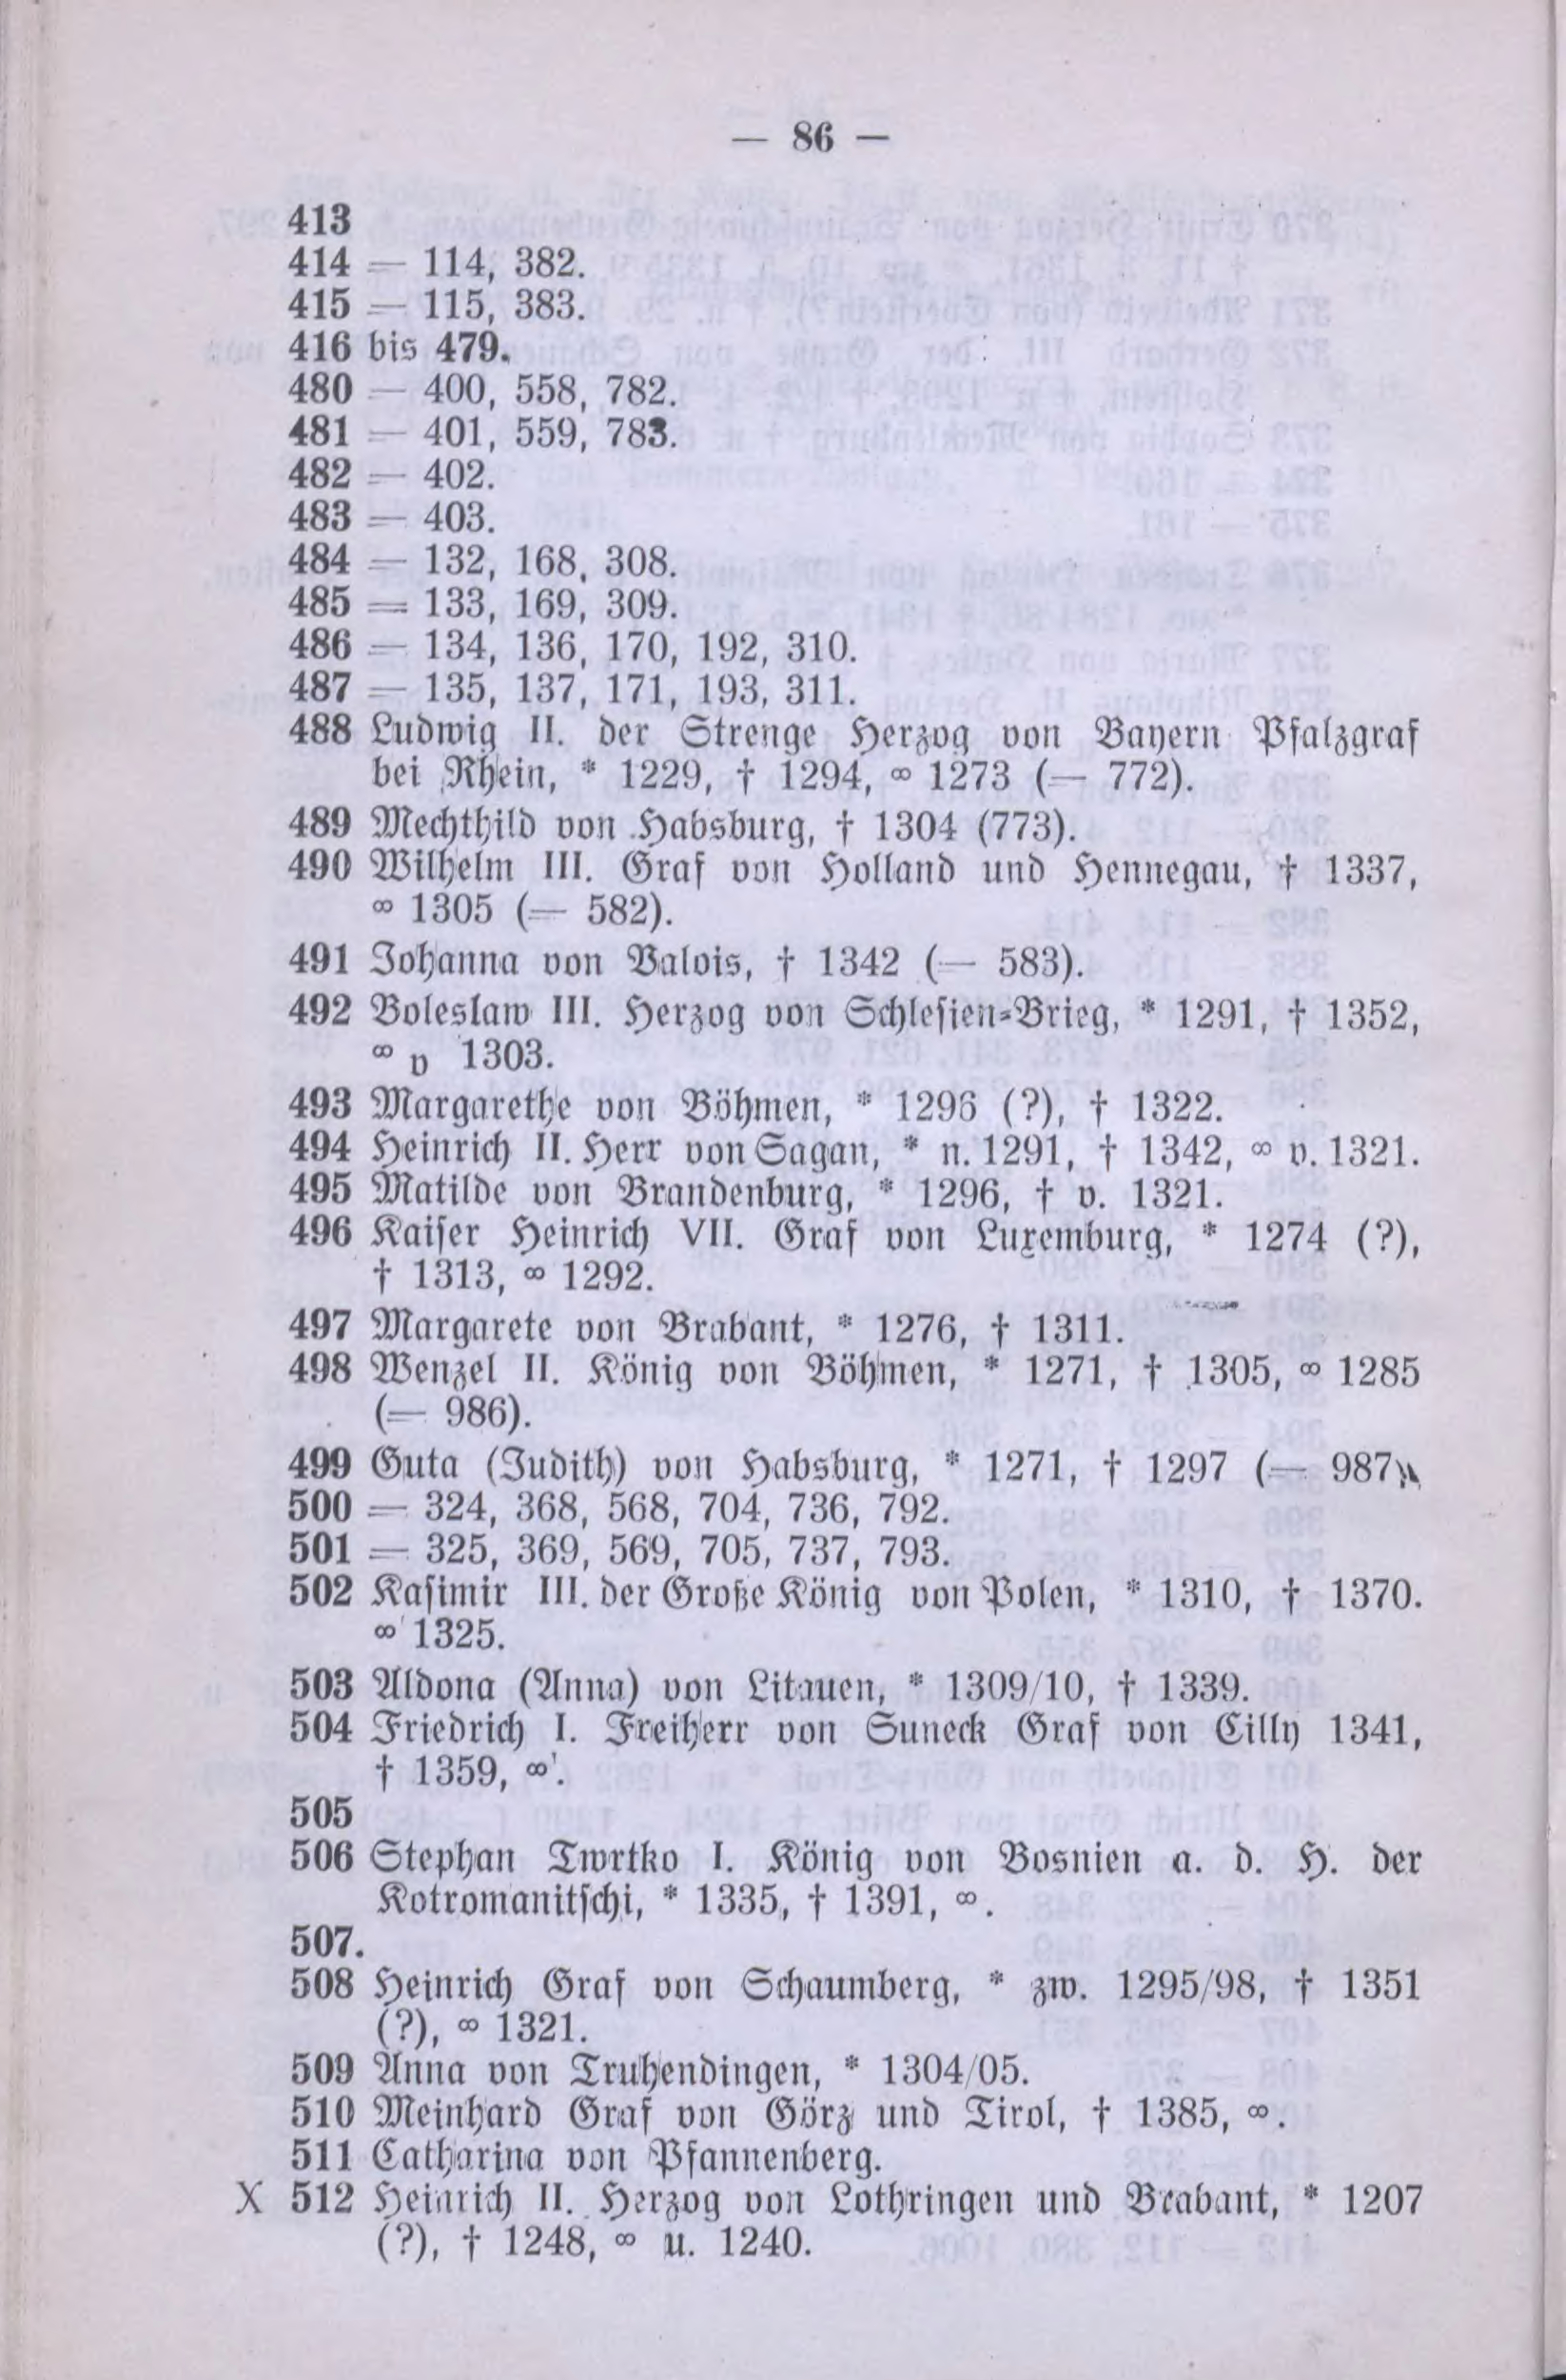 — 86 —
413
414 = 114, 382.
415 = 115, 383.
416 bis 479.
480 = 400, 558, 782.
481 = 401, 559, 783.
482 = 402.
483 = 403.
484 = 132, 168, 308.
485 = 133, 169, 309.
486 = 134, 136, 170, 192, 310.
487 = 135, 137, 171, 193, 311.
488 Ludwig II. der Strenge Herzog von Bayern Pfalzgraf
bei Rhein, * 1229, † 1294, ∞ 1273 (= 772).
489 Mechthild von Habsburg, † 1304 (773).
490 Wilhelm III. Graf von Holland und Hennegau, † 1337,
∞ 1305 (= 582).
491 Johanna von Valois, † 1342 (= 583).
492 Boleslaw III. Herzog von Schlesien-Brieg, * 1291, † 1352,
∞ v 1303.
493 Margarethe von Böhmen, * 1296 (?), † 1322.
494 Heinrich II. Herr von Sagan, * n. 1291, † 1342, ∞ v. 1321.
495 Matilde von Brandenburg, * 1296, † v. 1321.
496 Kaiser Heinrich VII. Graf von Luxemburg, * 1274 (?),
† 1313, ∞ 1292.
497 Margarete von Brabant, * 1276, † 1311.
498 Wenzel II. König von Böhmen, * 1271, † 1305, ∞ 1285
(= 986).
499 Guta (Judith) von Habsburg, * 1271, † 1297 (= 987).
500 = 324, 368, 568, 704, 736, 792.
501 = 325, 369, 569, 705, 737, 793.
502 Kasimir III. der Große König von Polen, * 1310, † 1370.
∞ 1325.
503 Aldona (Anna) von Litauen, * 1309/10, † 1339.
504 Friedrich I. Freiherr von Suneck Graf von Cilly 1341,
† 1359, ∞.
505
506 Stephan Twrtko I. König von Bosnien a. d. H. der
Kotromanitschi, * 1335, † 1391, ∞.
507.
508 Heinrich Graf von Schaumberg, * zw. 1295/98, † 1351
(?), ∞ 1321.
509 Anna von Truhendingen, * 1304/05.
510 Meinhard Graf von Görz und Tirol, † 1385, ∞.
511 Catharina von Pfannenberg.
X 512 Heinrich II. Herzog von Lothringen und Brabant, * 1207
(?), † 1248, ∞ u. 1240.